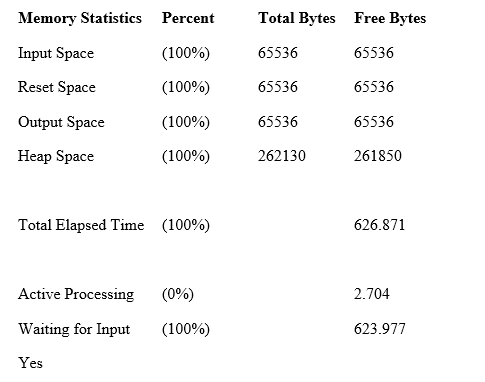 Memory Statistics Percent Total Bytes Free Bytes
Input Space (100%) 65536 65536
Reset Space (100%) 65536 65536
Output Space (100%) 65536 65536
Heap Space (100%) 262130 261850
Total Elapsed Time (100%) 626.871
Active Processing (0%) 2.704
Waiting for Input (100%) 623.977
Yes